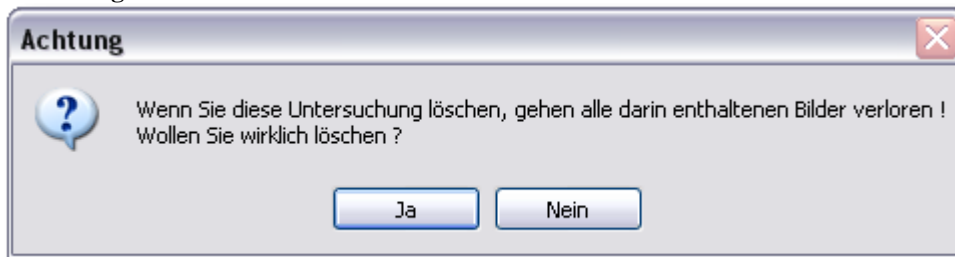 Achtung
Wenn Sie diese Untersuchung löschen, gehen alle darin enthaltenen Bilder verloren !
Wollen Sie wirklich löschen ?
Ja
Nein